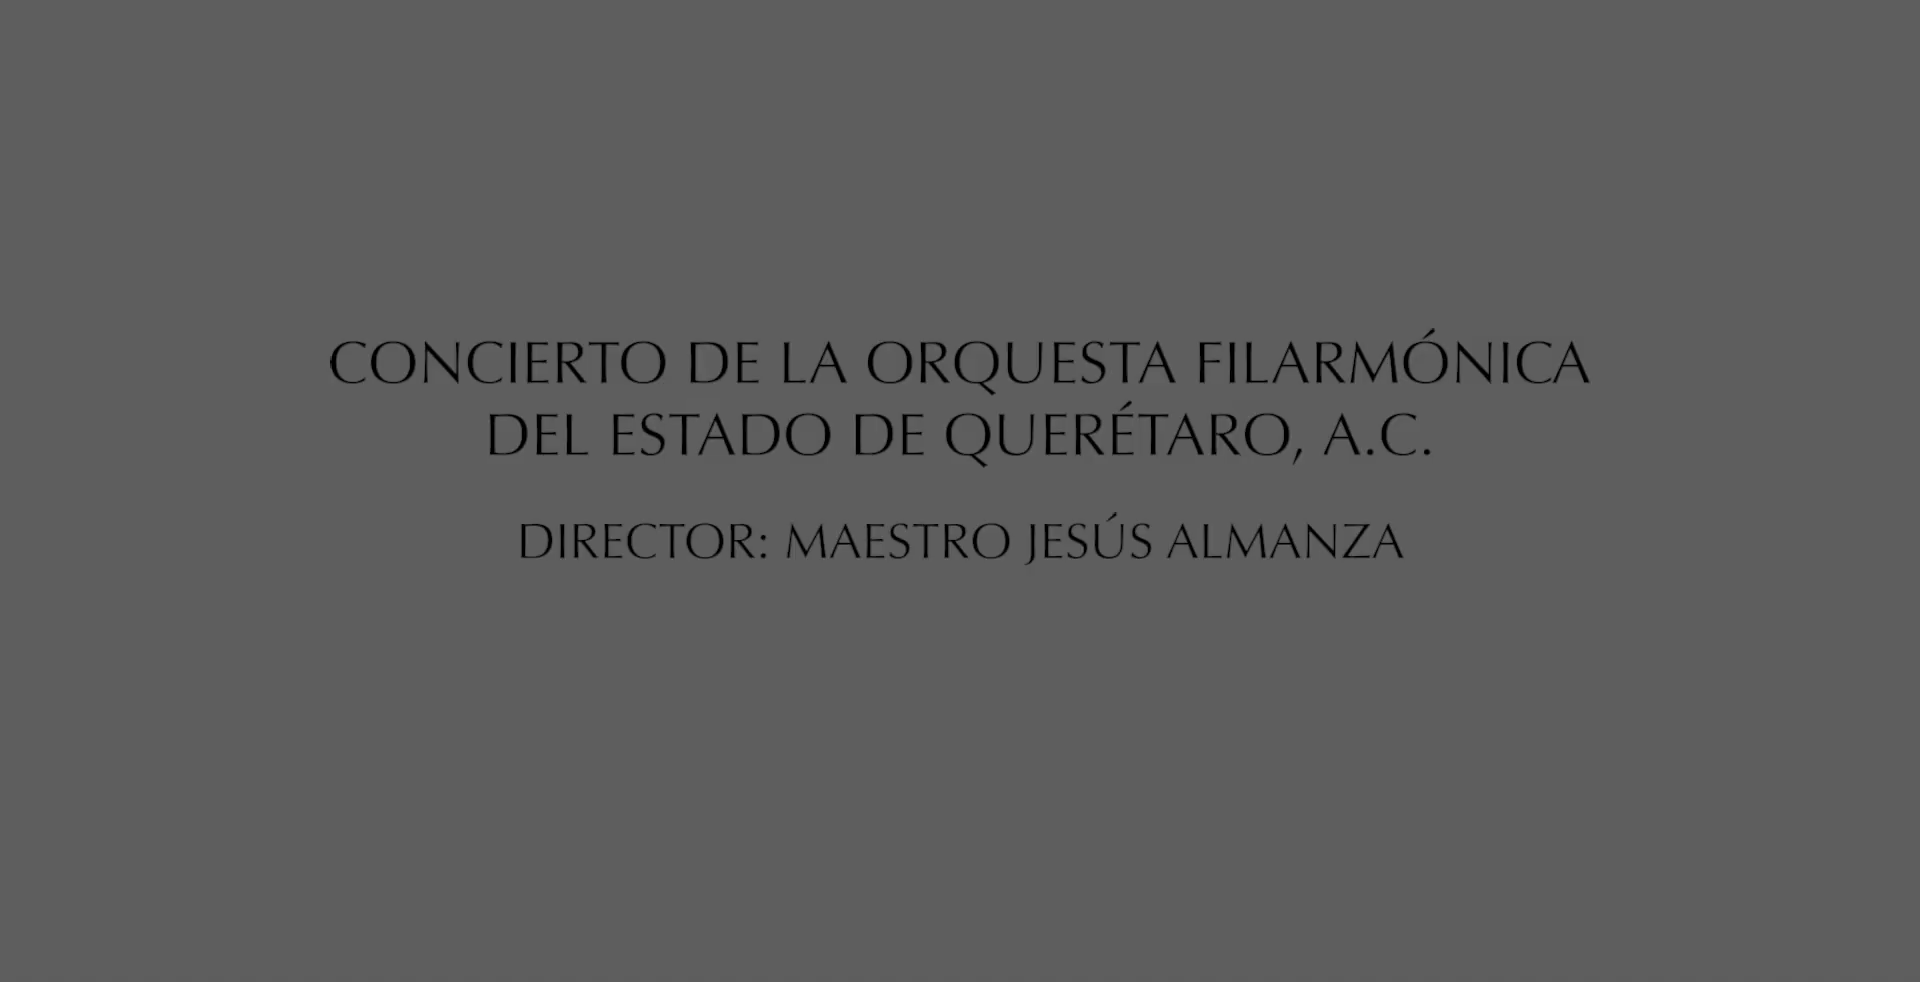 CONCIERTO DE LA ORQUESTA FILARMÓNICA
DEL ESTADO DE QUERÉTARO, A.C.
DIRECTOR: MAESTRO JESÚS ALMANZA